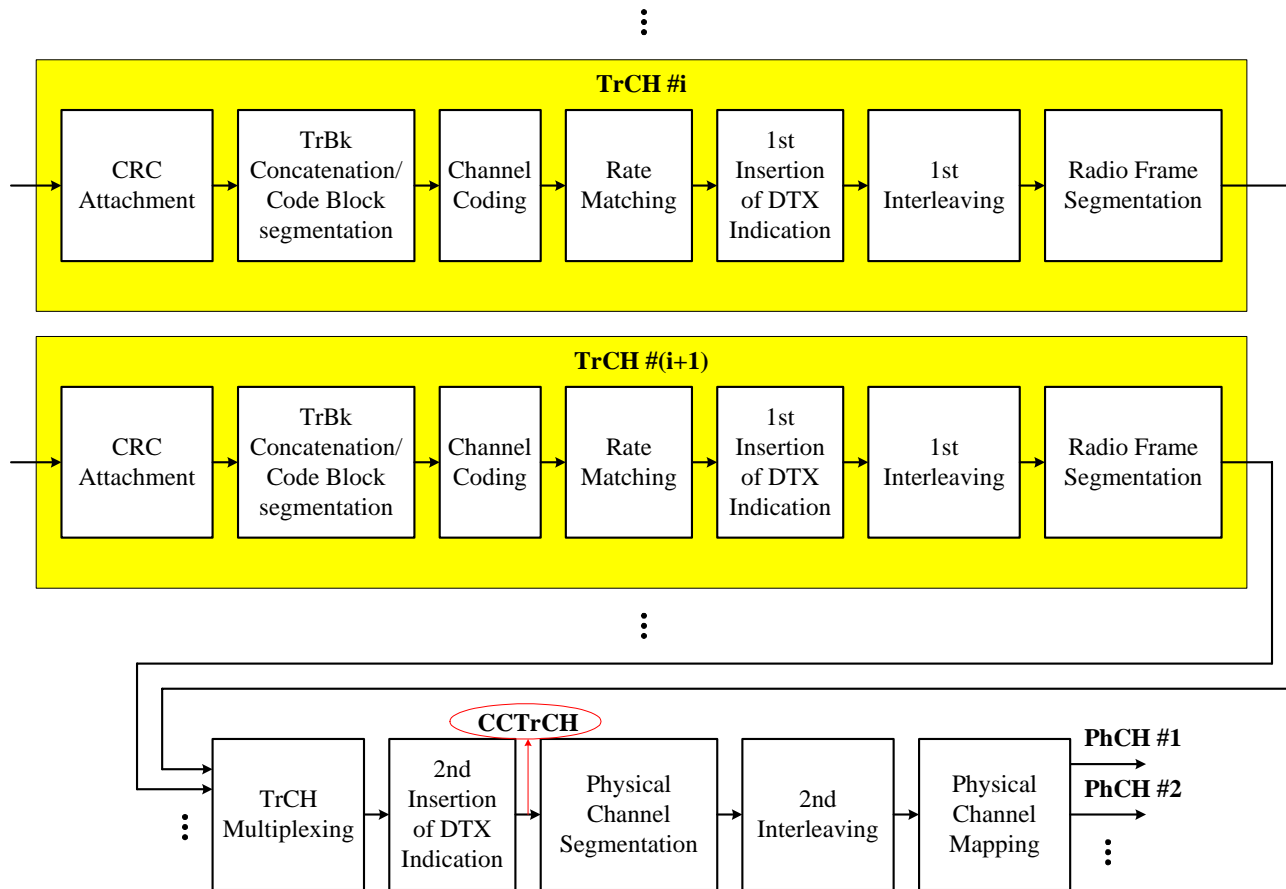 TrCH #i
CRC
Attachment
TrBk
Concatenation/
Code Block
segmentation
Channel
Coding
Rate
Matching
1st
Insertion
of DTX
Indication
1st
Interleaving
Radio Frame
Segmentation
TrCH #(i+1)
CRC
Attachment
TrBk
Concatenation/
Code Block
segmentation
Channel
Coding
Rate
Matching
1st
Insertion
of DTX
Indication
1st
Interleaving
Radio Frame
Segmentation
CCTrCH
TrCH
Multiplexing
2nd
Insertion
of DTX
Indication
Physical
Channel
Segmentation
2nd
Interleaving
Physical
Channel
Mapping
PhCH #1
PhCH #2